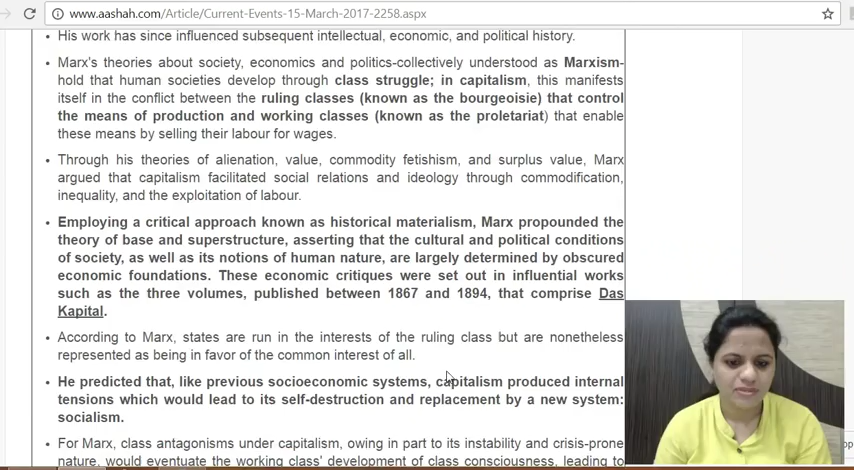 www.aashah.com/Article/Current-Events-15-March-2017-2258.aspx
• His work has since influenced subsequent intellectual, economic, and political history.
• Marx's theories about society, economics and politics-collectively understood as Marxism-
hold that human societies develop through class struggle; in capitalism, this manifests
itself in the conflict between the ruling classes (known as the bourgeoisie) that control
the means of production and working classes (known as the proletariat) that enable
these means by selling their labour for wages.
• Through his theories of alienation, value, commodity fetishism, and surplus value, Marx
argued that capitalism facilitated social relations and ideology through commodification,
inequality, and the exploitation of labour.
• Employing a critical approach known as historical materialism, Marx propounded the
theory of base and superstructure, asserting that the cultural and political conditions
of society, as well as its notions of human nature, are largely determined by obscured
economic foundations. These economic critiques were set out in influential works
such as the three volumes, published between 1867 and 1894, that comprise Das
Kapital.
• According to Marx, states are run in the interests of the ruling class but are nonetheless
represented as being in favor of the common interest of all.
• He predicted that, like previous socioeconomic systems, capitalism produced internal
tensions which would lead to its self-destruction and replacement by a new system:
socialism.
• For Marx, class antagonisms under capitalism, owing in part to its instability and crisis-prone
nature, would eventuate the working class' development of class consciousness, leading to